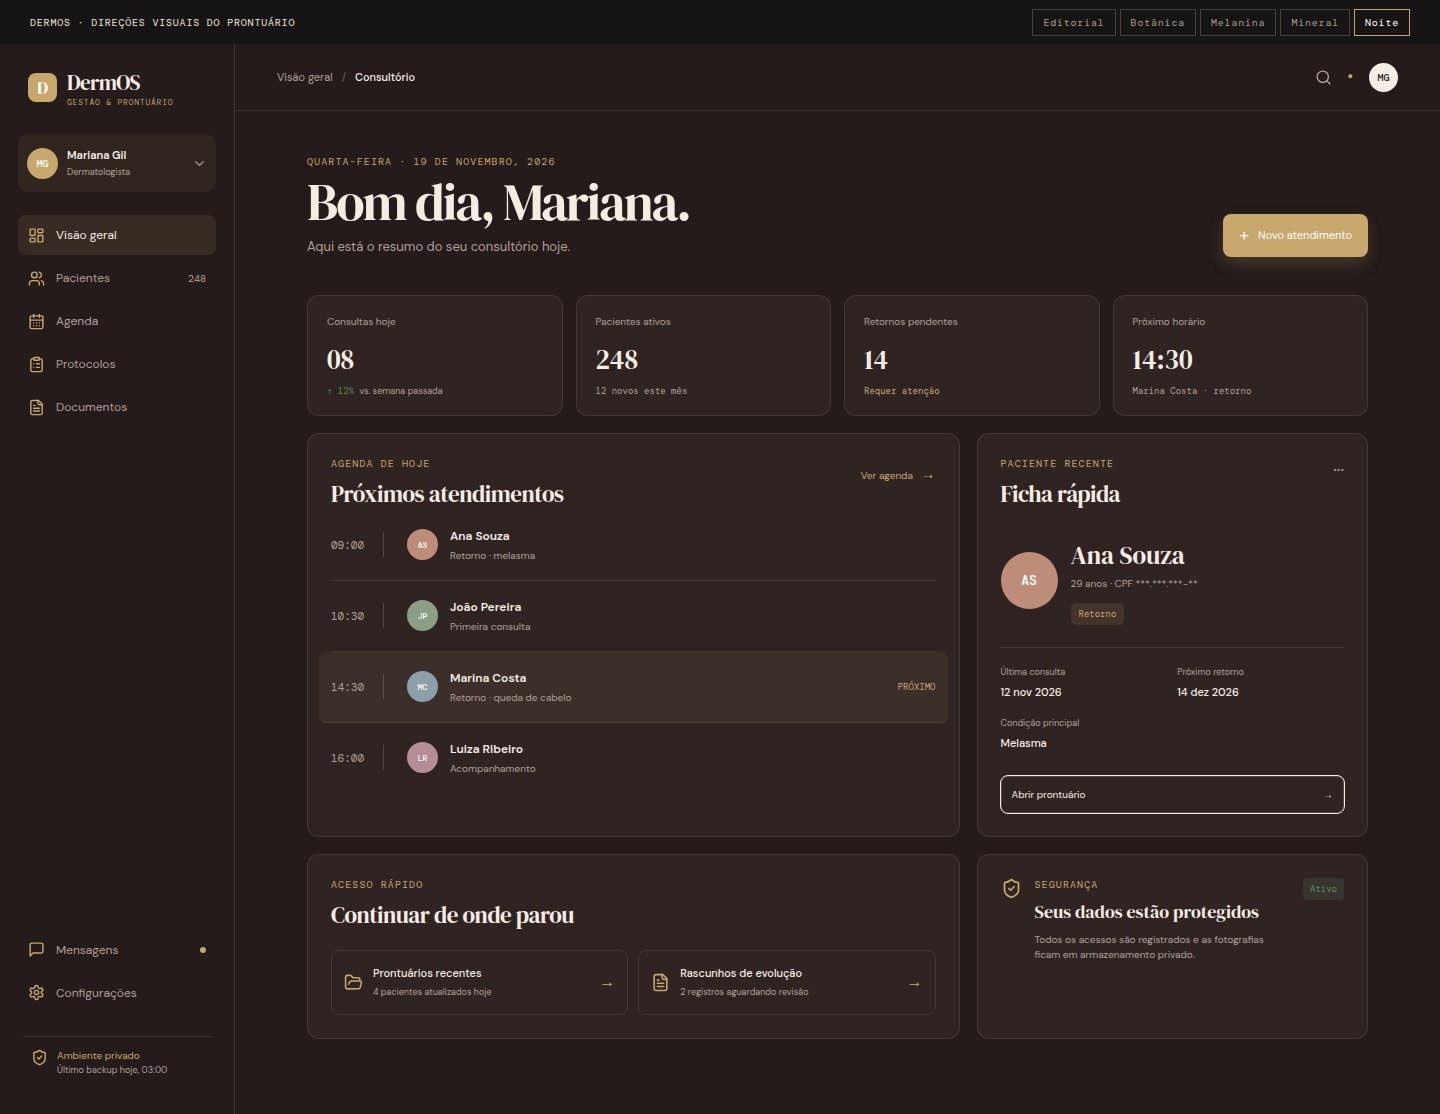 DERMOS · DIREÇÕES VISUAIS DO PRONTUÁRIO
Editorial
Botânica
Melanina
Mineral
Noite
D
DermOS
GESTÃO & PRONTUÁRIO
MG
Mariana Gil
Dermatologista
Visão geral
Pacientes
248
Agenda
Protocolos
Documentos
Mensagens
Configurações
Ambiente privado
Último backup hoje, 03:00
Visão geral / Consultório
MG
QUARTA-FEIRA · 19 DE NOVEMBRO, 2026
Bom dia, Mariana.
Aqui está o resumo do seu consultório hoje.
+ Novo atendimento
Consultas hoje
08
↑ 12% vs. semana passada
Pacientes ativos
248
12 novos este mês
Retornos pendentes
14
Requer atenção
Próximo horário
14:30
Marina Costa · retorno
AGENDA DE HOJE
Próximos atendimentos
Ver agenda →
09:00
AS
Ana Souza
Retorno · melasma
10:30
JP
João Pereira
Primeira consulta
14:30
MC
Marina Costa
Retorno · queda de cabelo
PRÓXIMO
16:00
LR
Luiza Ribeiro
Acompanhamento
PACIENTE RECENTE
Ficha rápida
...
AS
Ana Souza
29 anos · CPF ***.***.***-**
Retorno
Última consulta
12 nov 2026
Próximo retorno
14 dez 2026
Condição principal
Melasma
Abrir prontuário →
ACESSO RÁPIDO
Continuar de onde parou
Prontuários recentes
4 pacientes atualizados hoje
→
Rascunhos de evolução
2 registros aguardando revisão
→
SEGURANÇA
Seus dados estão protegidos
Todos os acessos são registrados e as fotografias
ficam em armazenamento privado.
Ativo